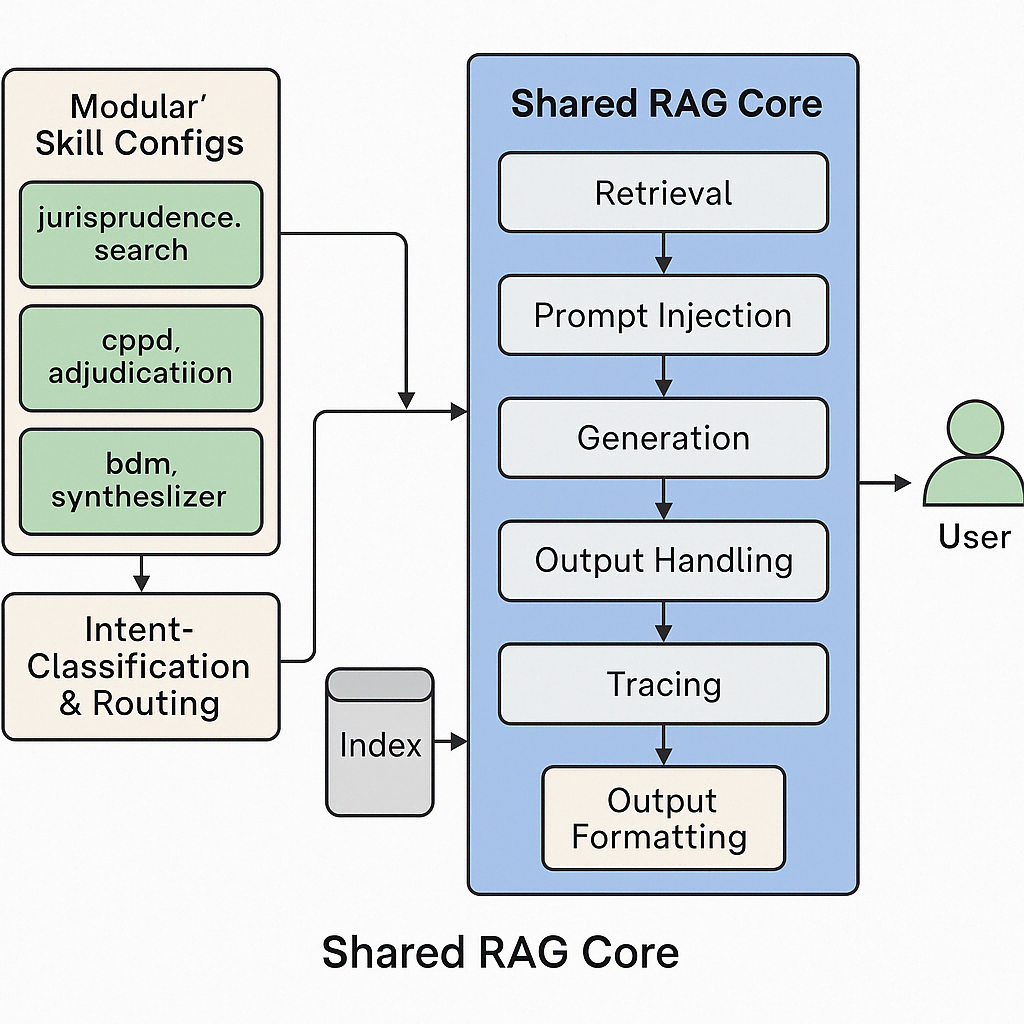 Modular’
Skill Configs
jurisprudence.
search
cppd,
adjudicatiion
bdm,
syntheslizer
Intent-
Classification
& Routing
Index
Shared RAG Core
Retrieval
Prompt Injection
Generation
Output Handling
Tracing
Output
Formatting
User
Shared RAG Core